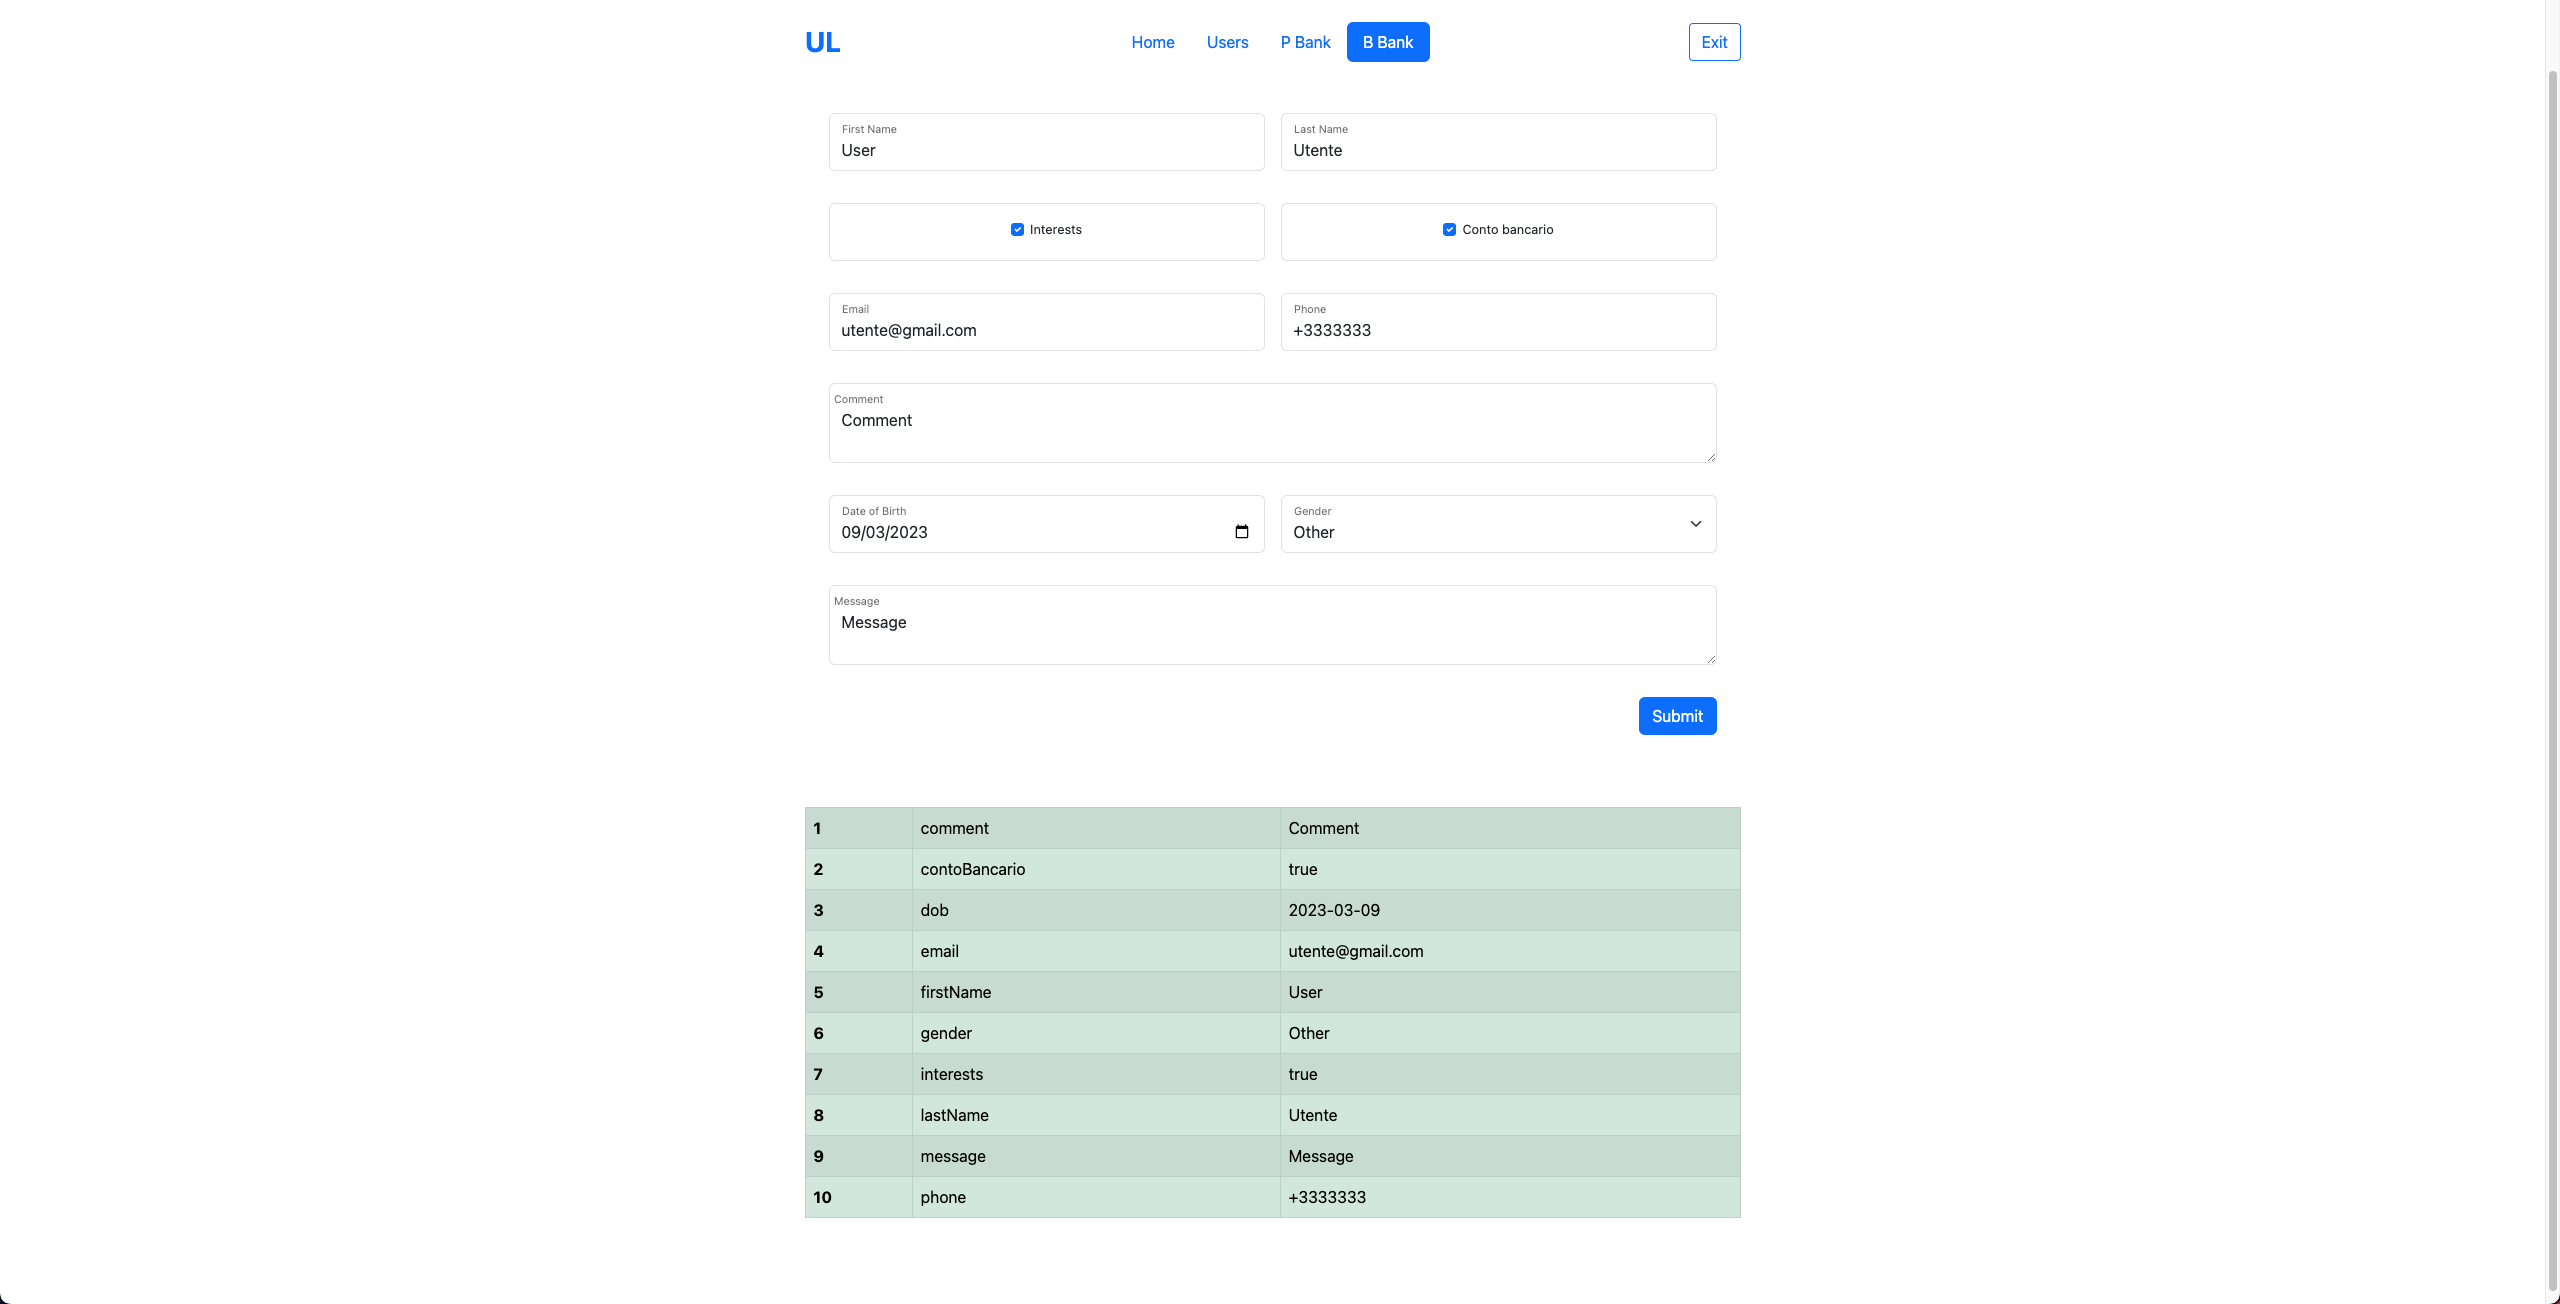 UL Home Users P Bank B Bank Exit
First Name Last Name
User Utente
Interests Conto bancario
Email Phone
utente@gmail.com +3333333
Comment
Comment
Date of Birth Gender
09/03/2023 Other
Message
Message
Submit
1 comment Comment
2 contoBancario true
3 dob 2023-03-09
4 email utente@gmail.com
5 firstName User
6 gender Other
7 interests true
8 lastName Utente
9 message Message
10 phone +3333333